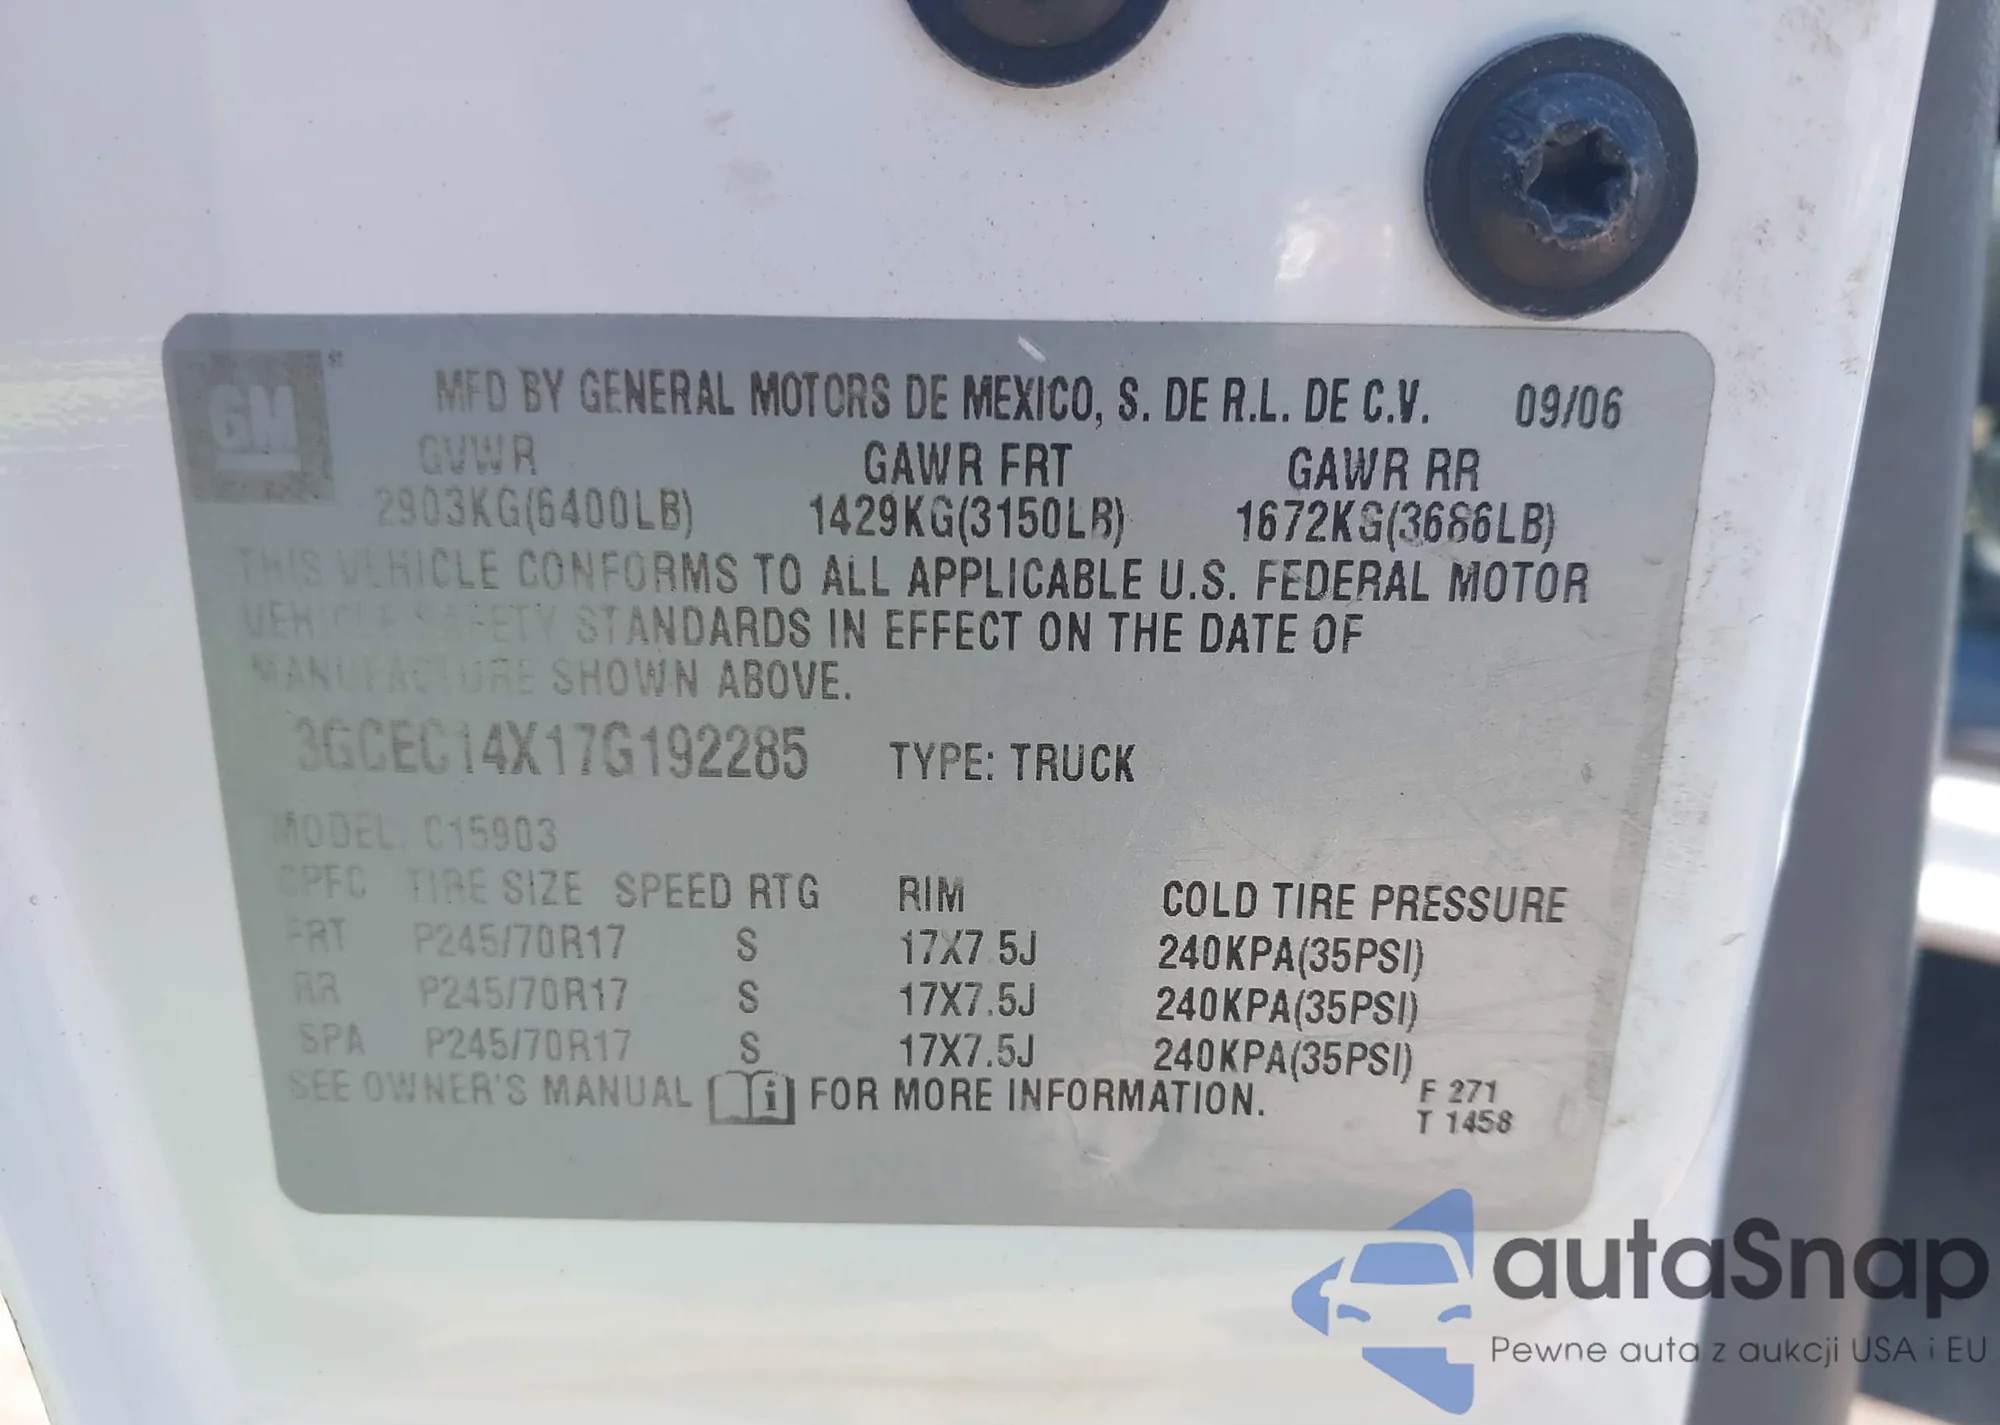 GM
MFD BY GENERAL MOTORS DE MEXICO, S. DE R.L. DE C.V. 09/06
GVWR GAWR FRT GAWR RR
2903KG(6400LB) 1429KG(3150LB) 1672KG(3686LB)
THIS VEHICLE CONFORMS TO ALL APPLICABLE U.S. FEDERAL MOTOR
VEHICLE SAFETY STANDARDS IN EFFECT ON THE DATE OF
MANUFACTURE SHOWN ABOVE.
3GCEC14X17G192285 TYPE: TRUCK
MODEL: C15903
CPFC TIRE SIZE SPEED RTG RIM COLD TIRE PRESSURE
FRT P245/70R17 S 17X7.5J 240KPA(35PSI)
RR P245/70R17 S 17X7.5J 240KPA(35PSI)
SPA P245/70R17 S 17X7.5J 240KPA(35PSI)
SEE OWNER'S MANUAL i FOR MORE INFORMATION.
F 271
T 1458
autaSnap
Pewne auta z aukcji USA i EU